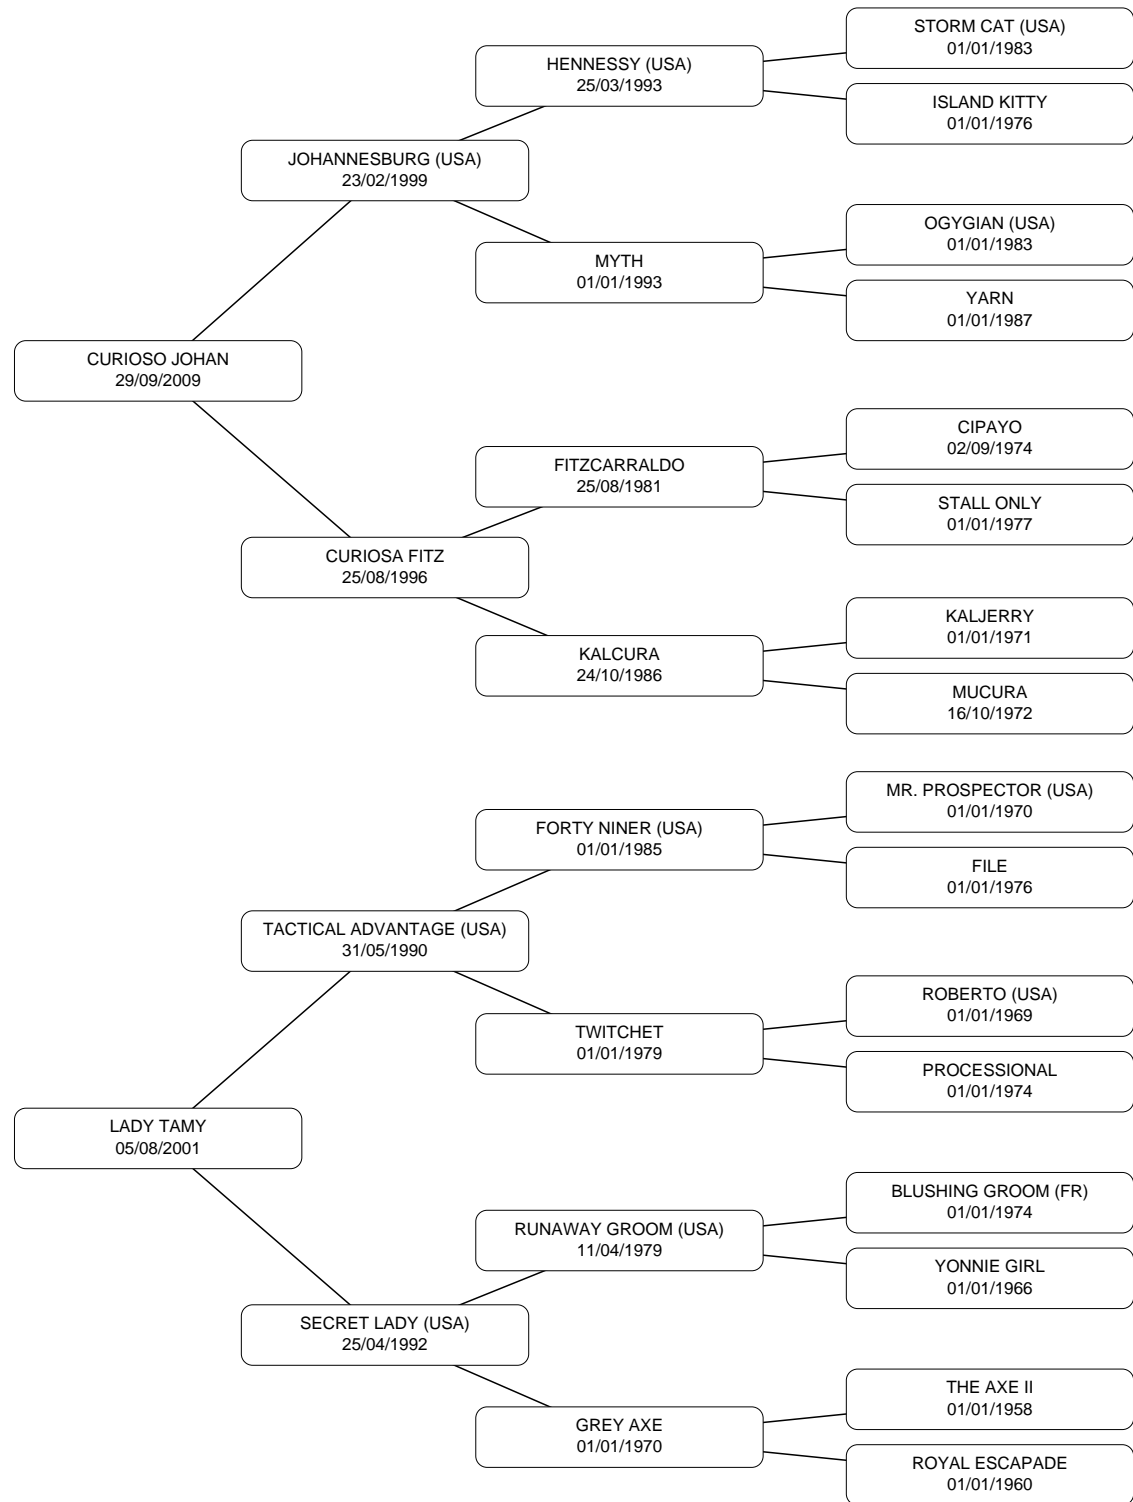 STORM CAT (USA)
01/01/1983
HENNESSY (USA)
25/03/1993
ISLAND KITTY
01/01/1976
JOHANNESBURG (USA)
23/02/1999
OGYGIAN (USA)
01/01/1983
MYTH
01/01/1993
YARN
01/01/1987
CURIOSO JOHAN
29/09/2009
CIPAYO
02/09/1974
FITZCARRALDO
25/08/1981
STALL ONLY
01/01/1977
CURIOSA FITZ
25/08/1996
KALJERRY
01/01/1971
KALCURA
24/10/1986
MUCURA
16/10/1972
MR. PROSPECTOR (USA)
01/01/1970
FORTY NINER (USA)
01/01/1985
FILE
01/01/1976
TACTICAL ADVANTAGE (USA)
31/05/1990
ROBERTO (USA)
01/01/1969
TWITCHET
01/01/1979
PROCESSIONAL
01/01/1974
LADY TAMY
05/08/2001
BLUSHING GROOM (FR)
01/01/1974
RUNAWAY GROOM (USA)
11/04/1979
YONNIE GIRL
01/01/1966
SECRET LADY (USA)
25/04/1992
THE AXE II
01/01/1958
GREY AXE
01/01/1970
ROYAL ESCAPADE
01/01/1960